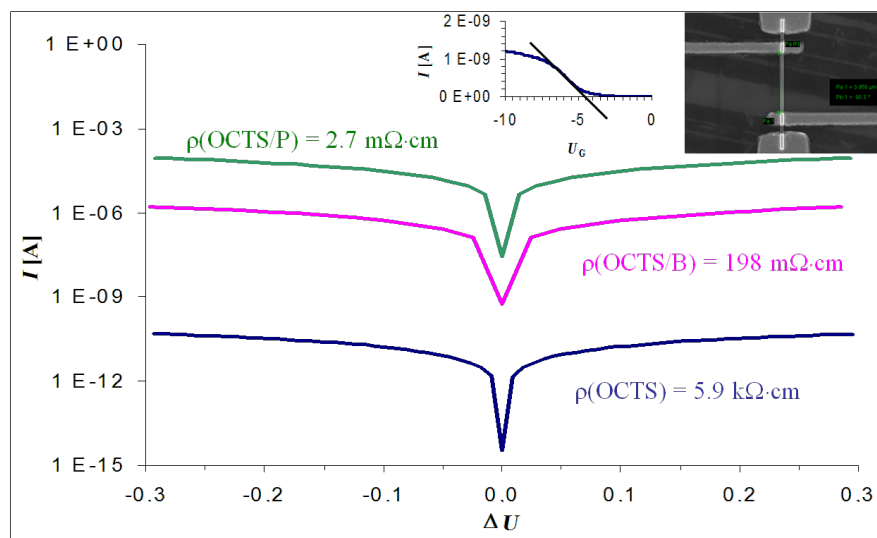 1 E+00
1 E-03
1 E-06
1 E-09
1 E-12
1 E-15
I [A]
-0.3 -0.2 -0.1 0.0 0.1 0.2 0.3
Δ U
ρ(OCTS/P) = 2.7 mΩ·cm
ρ(OCTS/B) = 198 mΩ·cm
ρ(OCTS) = 5.9 kΩ·cm
2 E-09
1 E-09
0 E+00
I [A]
-10 -5 0
U_G